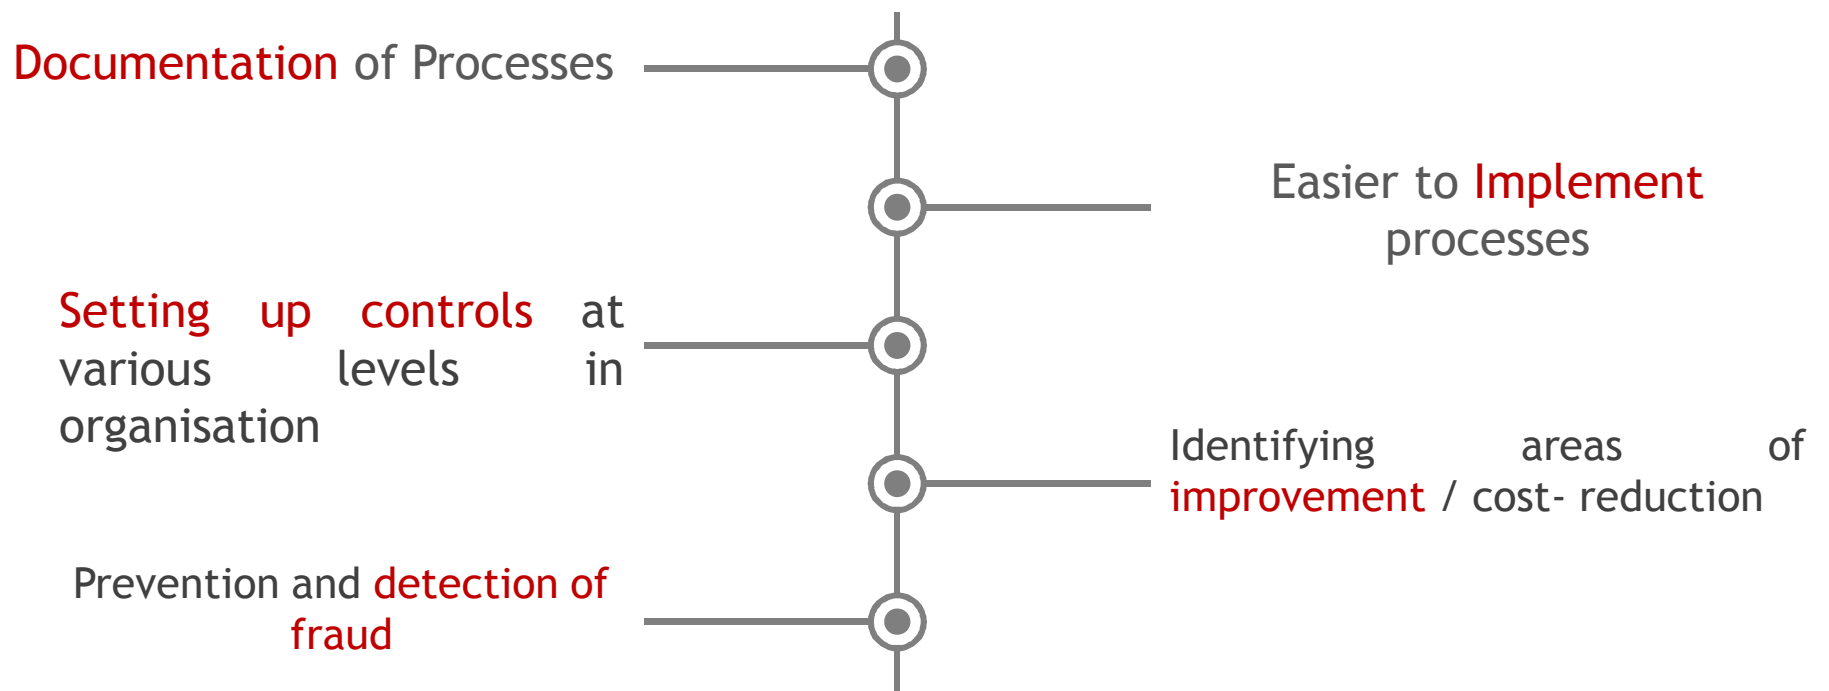 Documentation of Processes
Easier to Implement
processes
Setting up controls at
various levels in
organisation
Identifying areas of
improvement / cost- reduction
Prevention and detection of
fraud